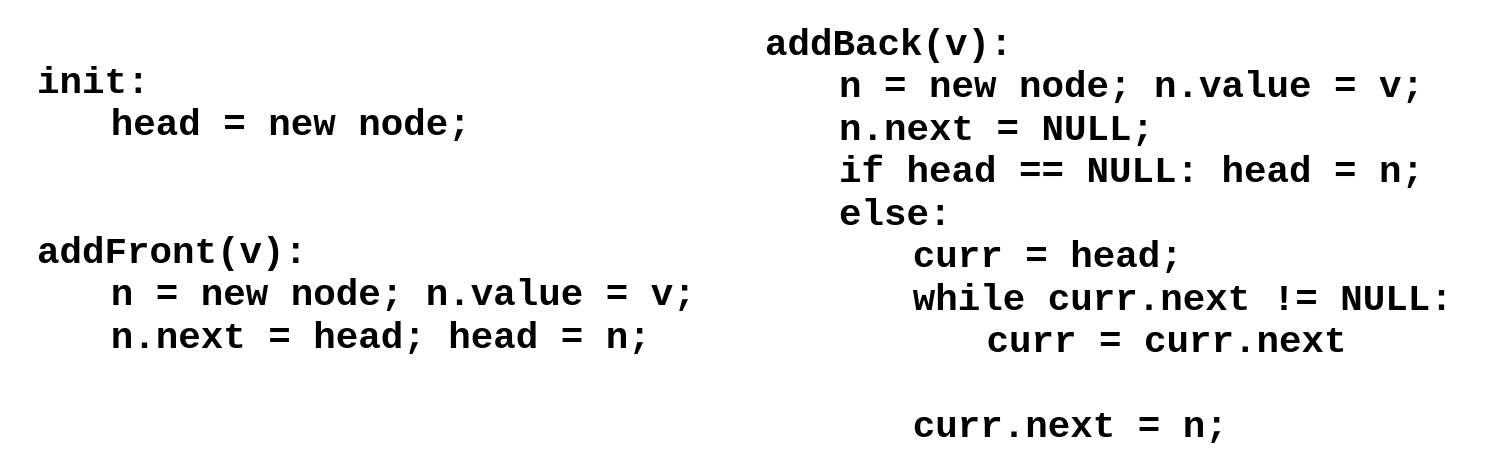 init:
head = new node;
addFront(v):
n = new node; n.value = v;
n.next = head; head = n;
addBack(v):
n = new node; n.value = v;
n.next = NULL;
if head == NULL: head = n;
else:
curr = head;
while curr.next != NULL:
curr = curr.next
curr.next = n;